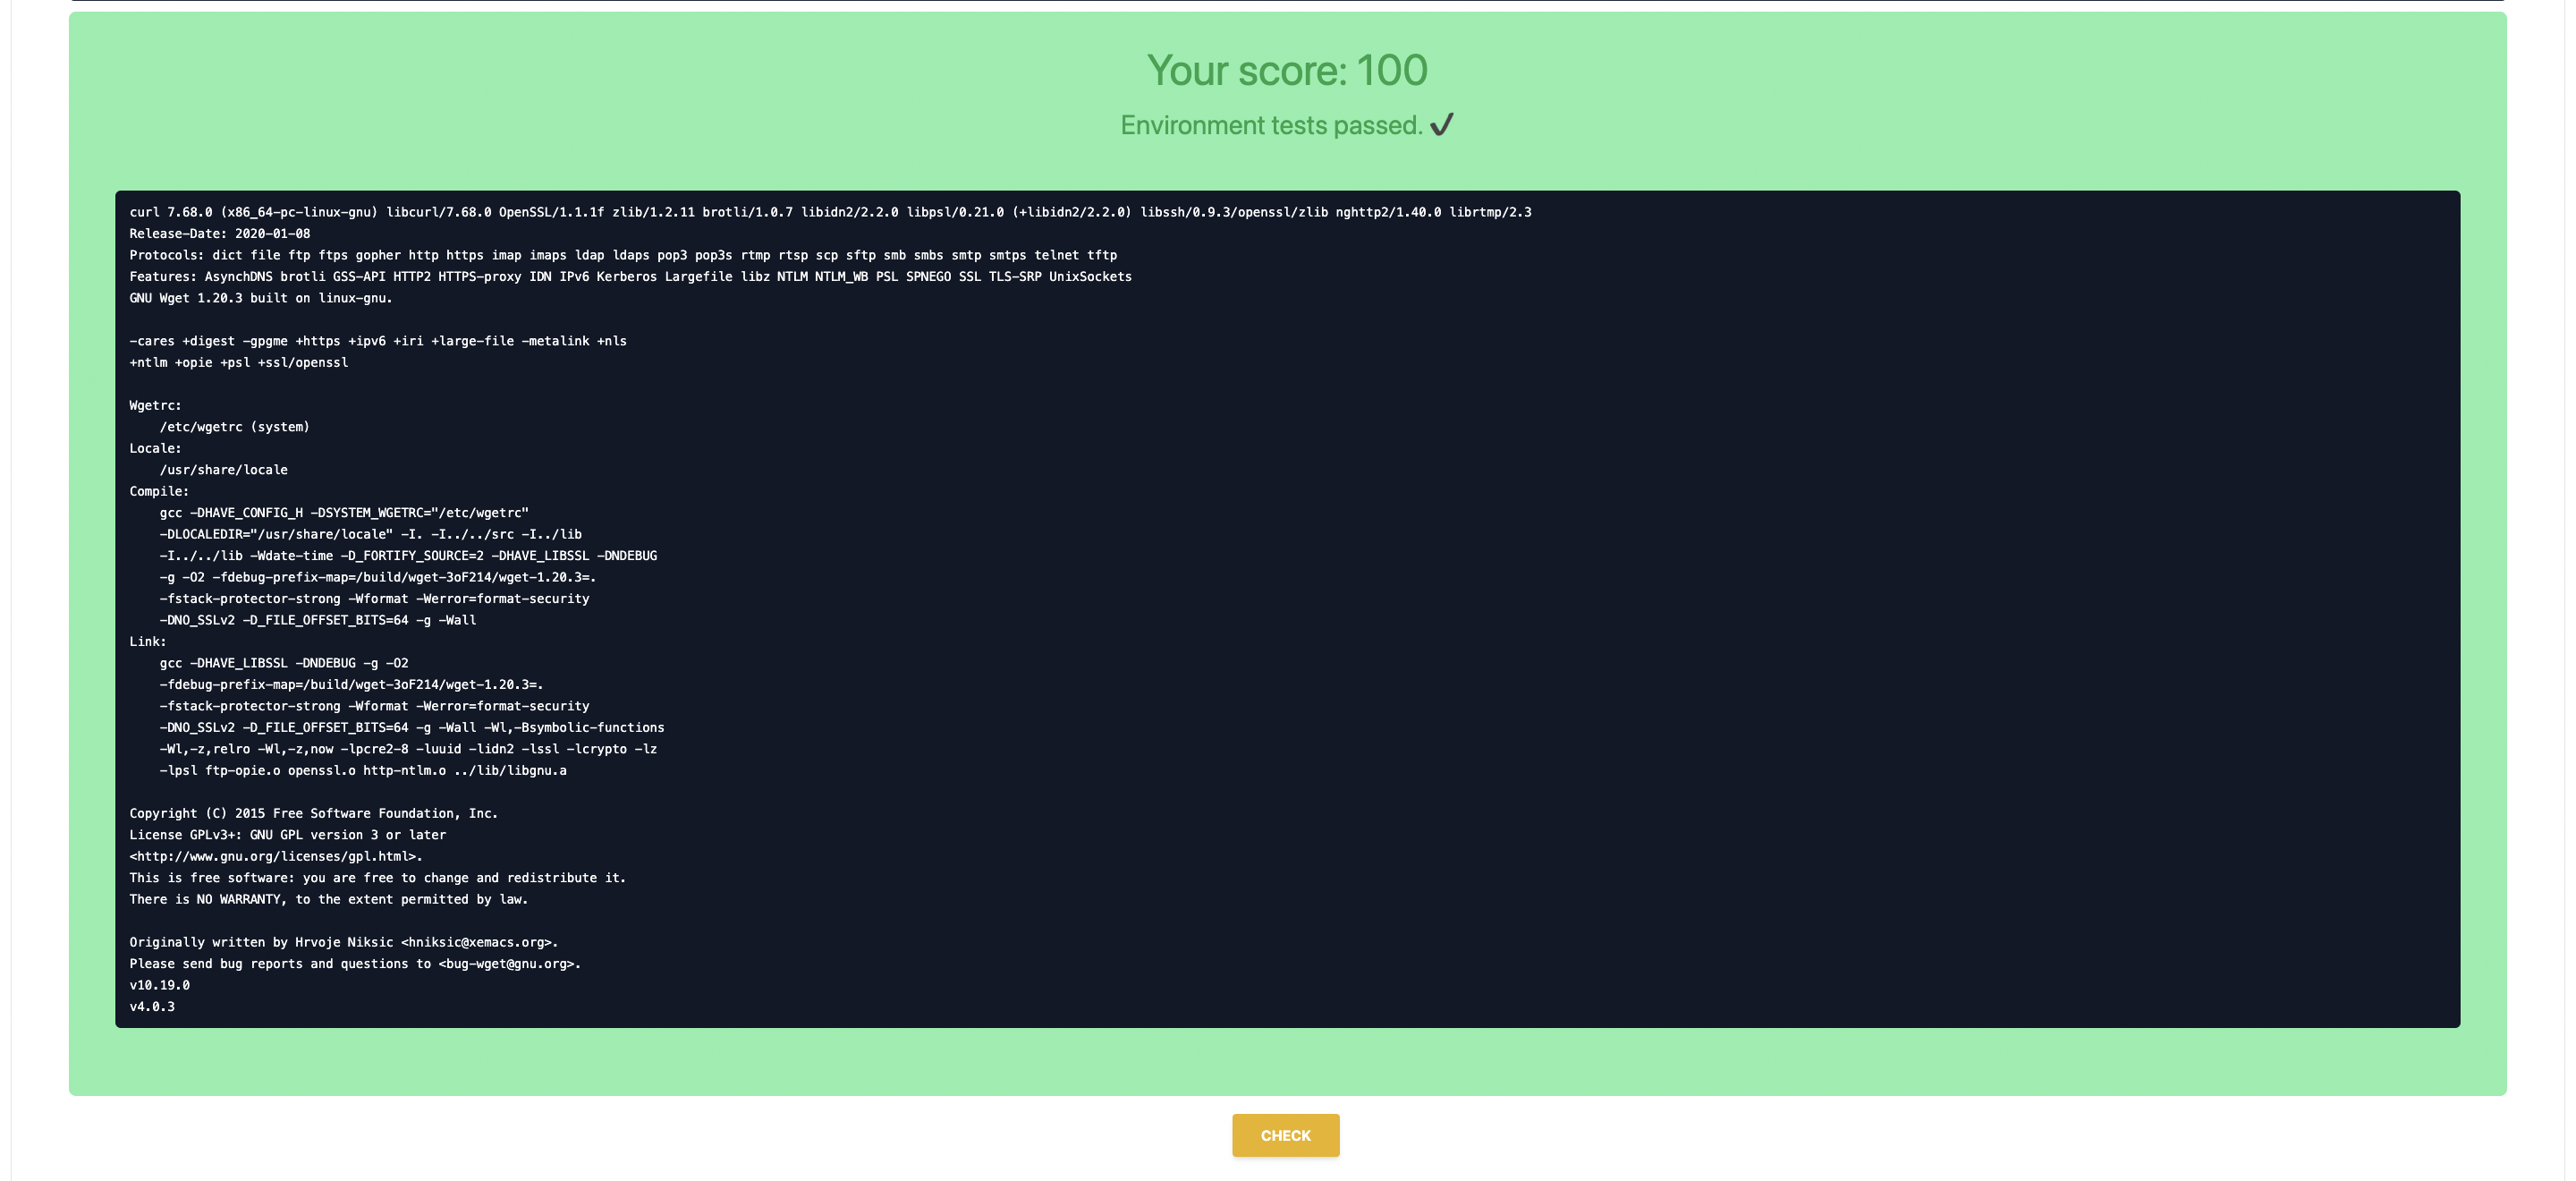 Your score: 100
Environment tests passed. ✔
curl 7.68.0 (x86_64-pc-linux-gnu) libcurl/7.68.0 OpenSSL/1.1.1f zlib/1.2.11 brotli/1.0.7 libidn2/2.2.0 libpsl/0.21.0 (+libidn2/2.2.0) libssh/0.9.3/openssl/zlib nghttp2/1.40.0 librtmp/2.3
Release-Date: 2020-01-08
Protocols: dict file ftp ftps gopher http https imap imaps ldap ldaps pop3 pop3s rtmp rtsp scp sftp smb smbs smtp smtps telnet tftp
Features: AsynchDNS brotli GSS-API HTTP2 HTTPS-proxy IDN IPv6 Kerberos Largefile libz NTLM NTLM_WB PSL SPNEGO SSL TLS-SRP UnixSockets
GNU Wget 1.20.3 built on linux-gnu.
-cares +digest -gpgme +https +ipv6 +iri +large-file -metalink +nls
+ntlm +opie +psl +ssl/openssl
Wgetrc:
/etc/wgetrc (system)
Locale:
/usr/share/locale
Compile:
gcc -DHAVE_CONFIG_H -DSYSTEM_WGETRC="/etc/wgetrc"
-DLOCALEDIR="/usr/share/locale" -I. -I../../src -I../lib
-I../../lib -Wdate-time -D_FORTIFY_SOURCE=2 -DHAVE_LIBSSL -DNDEBUG
-g -O2 -fdebug-prefix-map=/build/wget-3oF214/wget-1.20.3=.
-fstack-protector-strong -Wformat -Werror=format-security
-DNO_SSLv2 -D_FILE_OFFSET_BITS=64 -g -Wall
Link:
gcc -DHAVE_LIBSSL -DNDEBUG -g -O2
-fdebug-prefix-map=/build/wget-3oF214/wget-1.20.3=.
-fstack-protector-strong -Wformat -Werror=format-security
-DNO_SSLv2 -D_FILE_OFFSET_BITS=64 -g -Wall -Wl,-Bsymbolic-functions
-Wl,-z,relro -Wl,-z,now -lpcre2-8 -luuid -lidn2 -lssl -lcrypto -lz
-lpsl ftp-opie.o openssl.o http-ntlm.o ../lib/libgnu.a
Copyright (C) 2015 Free Software Foundation, Inc.
License GPLv3+: GNU GPL version 3 or later
<http://www.gnu.org/licenses/gpl.html>.
This is free software: you are free to change and redistribute it.
There is NO WARRANTY, to the extent permitted by law.
Originally written by Hrvoje Niksic <hniksic@xemacs.org>.
Please send bug reports and questions to <bug-wget@gnu.org>.
v10.19.0
v4.0.3
CHECK